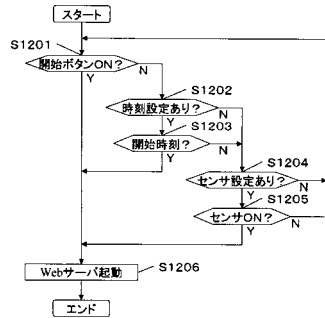 スタート
S1201
開始ボタンON?
N
Y
S1202
時刻設定あり?
N
Y
S1203
開始時刻?
N
Y
S1204
センサ設定あり?
N
Y
S1205
センサON?
N
Y
Webサーバ起動
S1206
エンド